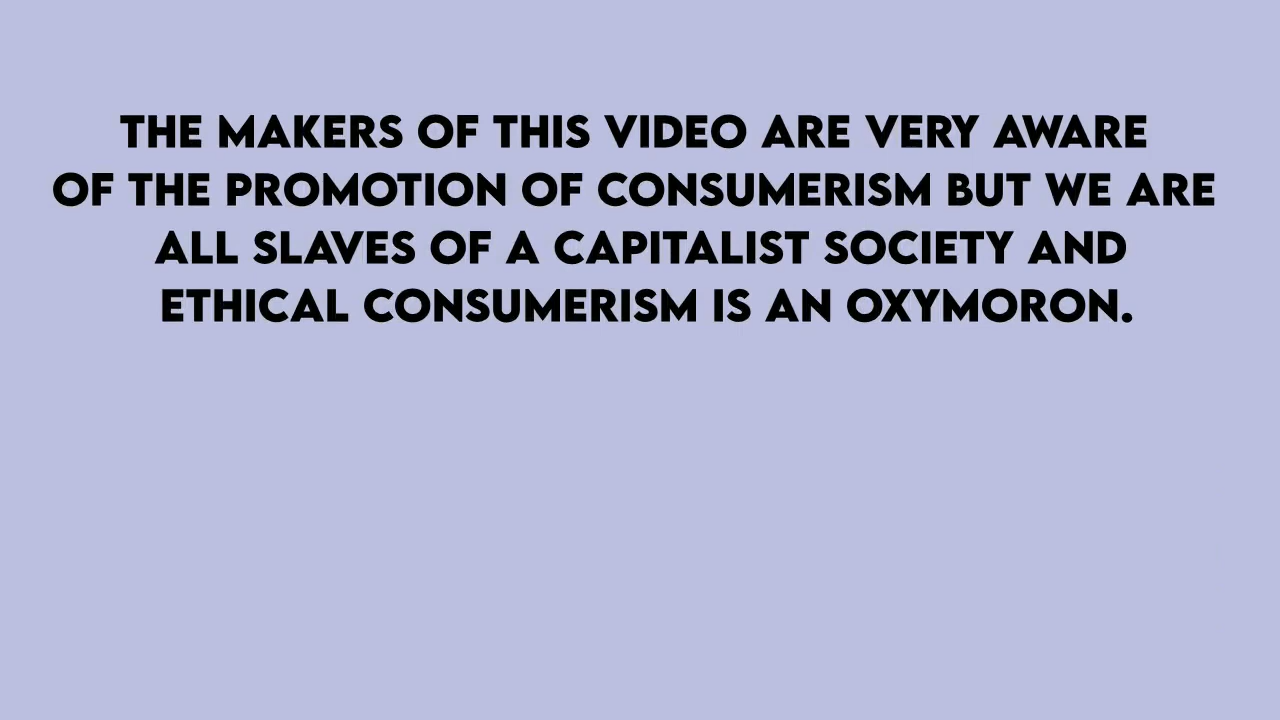 THE MAKERS OF THIS VIDEO ARE VERY AWARE
OF THE PROMOTION OF CONSUMERISM BUT WE ARE
ALL SLAVES OF A CAPITALIST SOCIETY AND
ETHICAL CONSUMERISM IS AN OXYMORON.